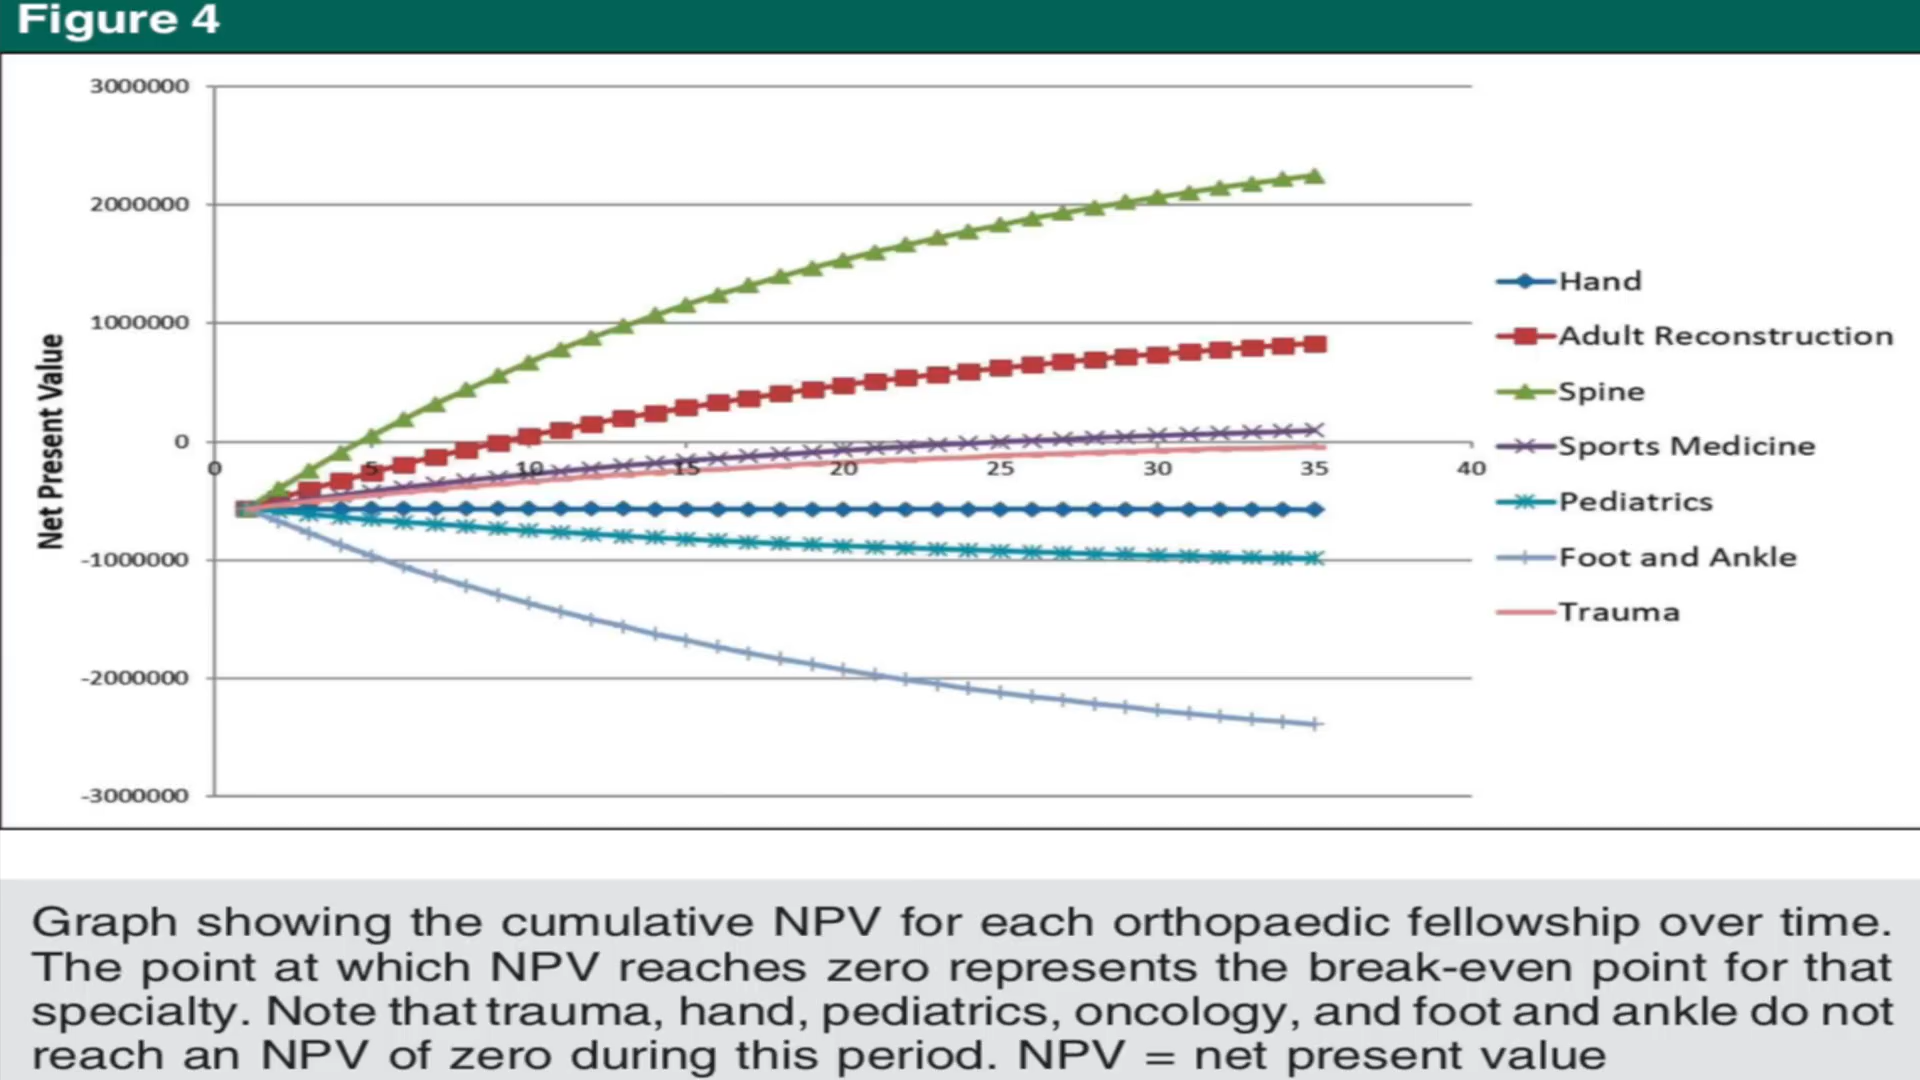 Figure 4
3000000
2000000
1000000
0
-1000000
-2000000
-3000000
Net Present Value
0 5 10 15 20 25 30 35 40
Hand
Adult Reconstruction
Spine
Sports Medicine
Pediatrics
Foot and Ankle
Trauma
Graph showing the cumulative NPV for each orthopaedic fellowship over time.
The point at which NPV reaches zero represents the break-even point for that
specialty. Note that trauma, hand, pediatrics, oncology, and foot and ankle do not
reach an NPV of zero during this period. NPV = net present value